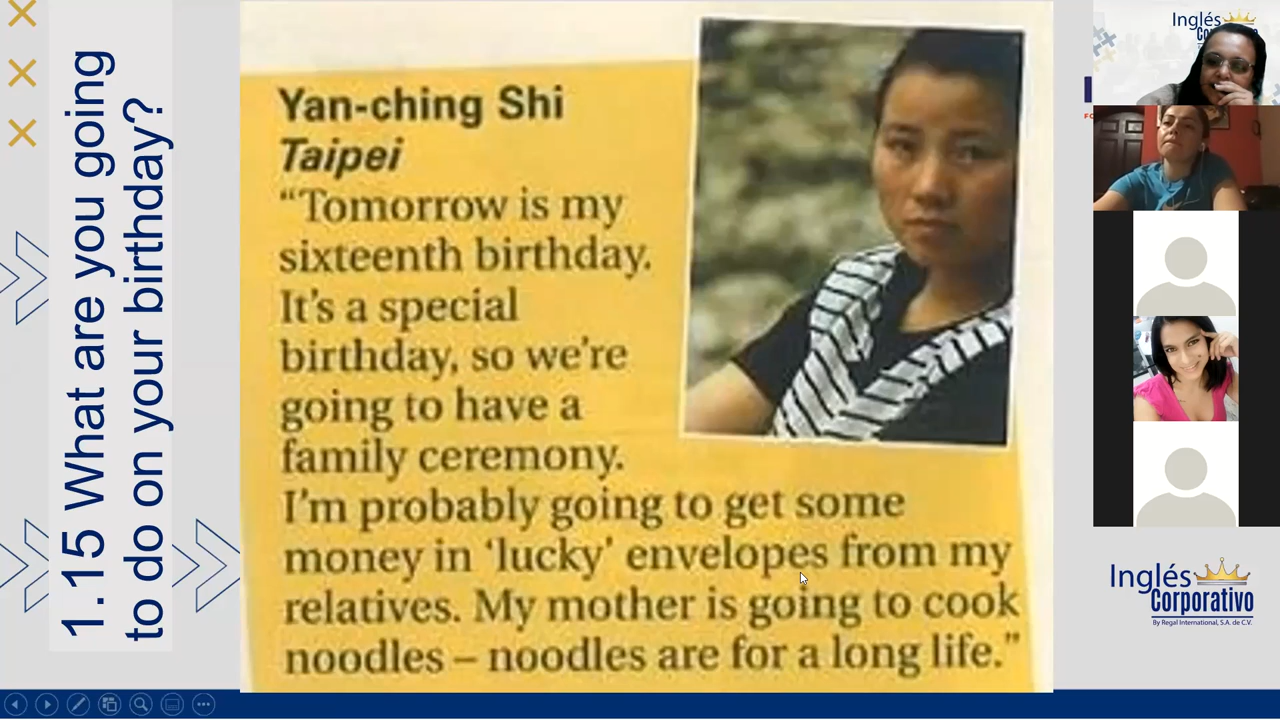 1.15 What are you going
to do on your birthday?
Yan-ching Shi
Taipei
“Tomorrow is my
sixteenth birthday.
It’s a special
birthday, so we’re
going to have a
family ceremony.
I’m probably going to get some
money in ‘lucky’ envelopes from my
relatives. My mother is going to cook
noodles – noodles are for a long life.”
Inglés
Inglés
Corporativo
By Regal International, S.A. de C.V.